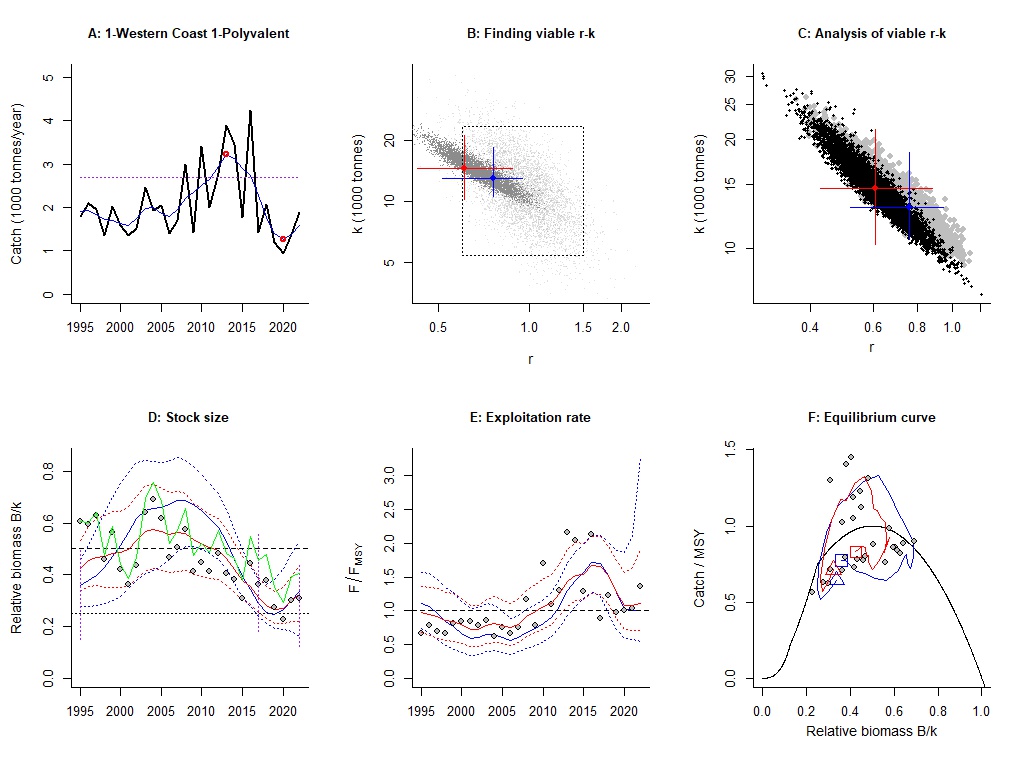 A: 1-Western Coast 1-Polyvalent
Catch (1000 tonnes/year)
0 1 2 3 4 5
1995 2000 2005 2010 2015 2020
B: Finding viable r-k
k (1000 tonnes)
5 10 20
0.5 1.0 1.5 2.0
r
C: Analysis of viable r-k
k (1000 tonnes)
10 15 20 25 30
0.4 0.6 0.8 1.0
r
D: Stock size
Relative biomass B/k
0.2 0.4 0.6 0.8
1995 2000 2005 2010 2015 2020
E: Exploitation rate
F / FMSY
0.0 0.5 1.0 1.5 2.0 2.5 3.0
1995 2000 2005 2010 2015 2020
F: Equilibrium curve
Catch / MSY
0.0 0.5 1.0 1.5
0.0 0.2 0.4 0.6 0.8 1.0
Relative biomass B/k